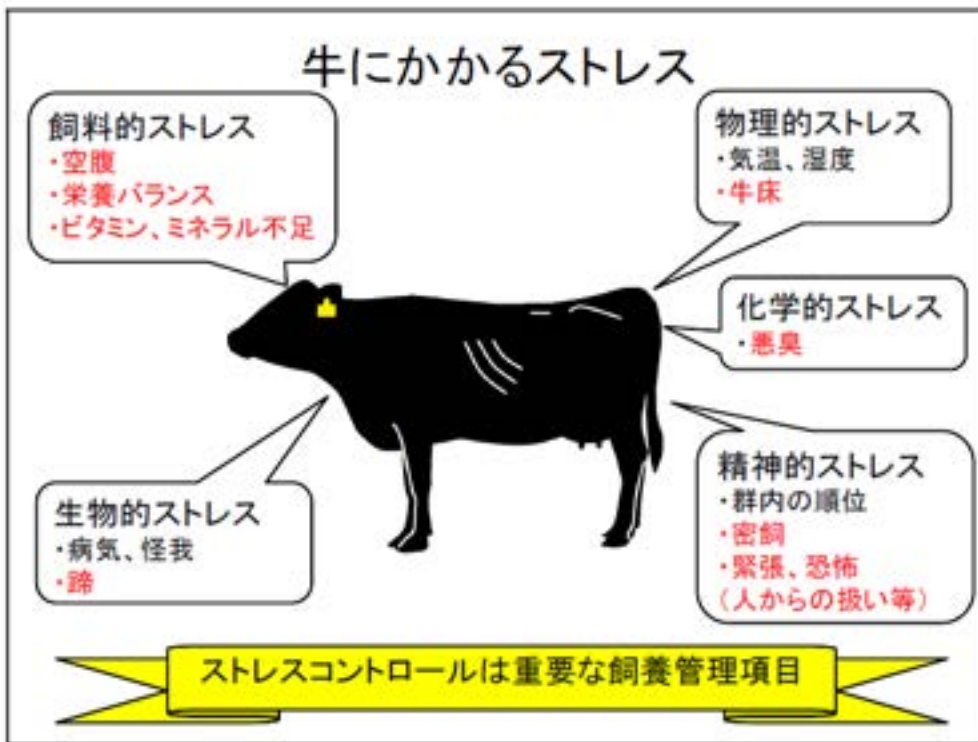 牛にかかるストレス
飼料的ストレス
・空腹
・栄養バランス
・ビタミン、ミネラル不足
物理的ストレス
・気温、湿度
・牛床
化学的ストレス
・悪臭
生物的ストレス
・病気、怪我
・蹄
精神的ストレス
・群内の順位
・密飼
・緊張、恐怖
(人からの扱い等)
ストレスコントロールは重要な飼養管理項目